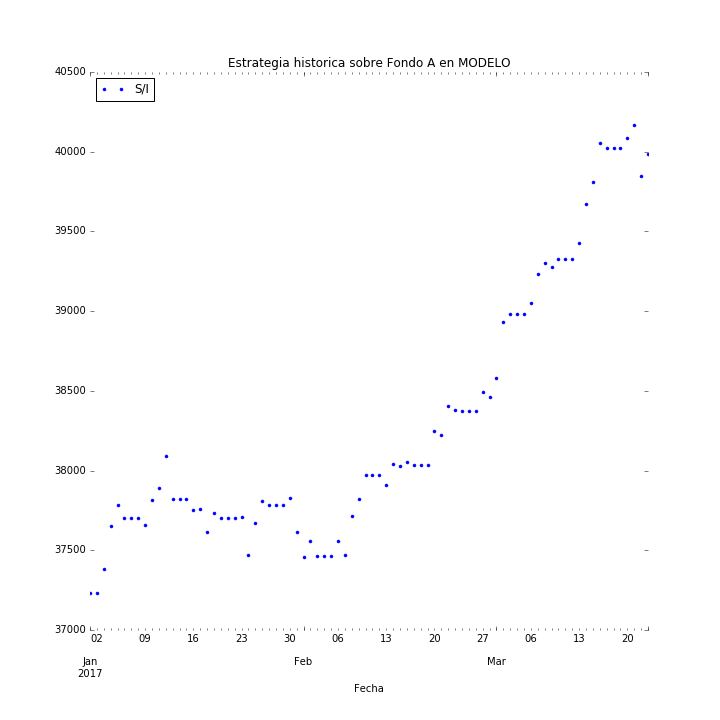 Estrategia historica sobre Fondo A en MODELO
S/I
40500
40000
39500
39000
38500
38000
37500
37000
02 09 16 23 30 06 13 20 27 06 13 20
Jan Feb Mar
2017
Fecha